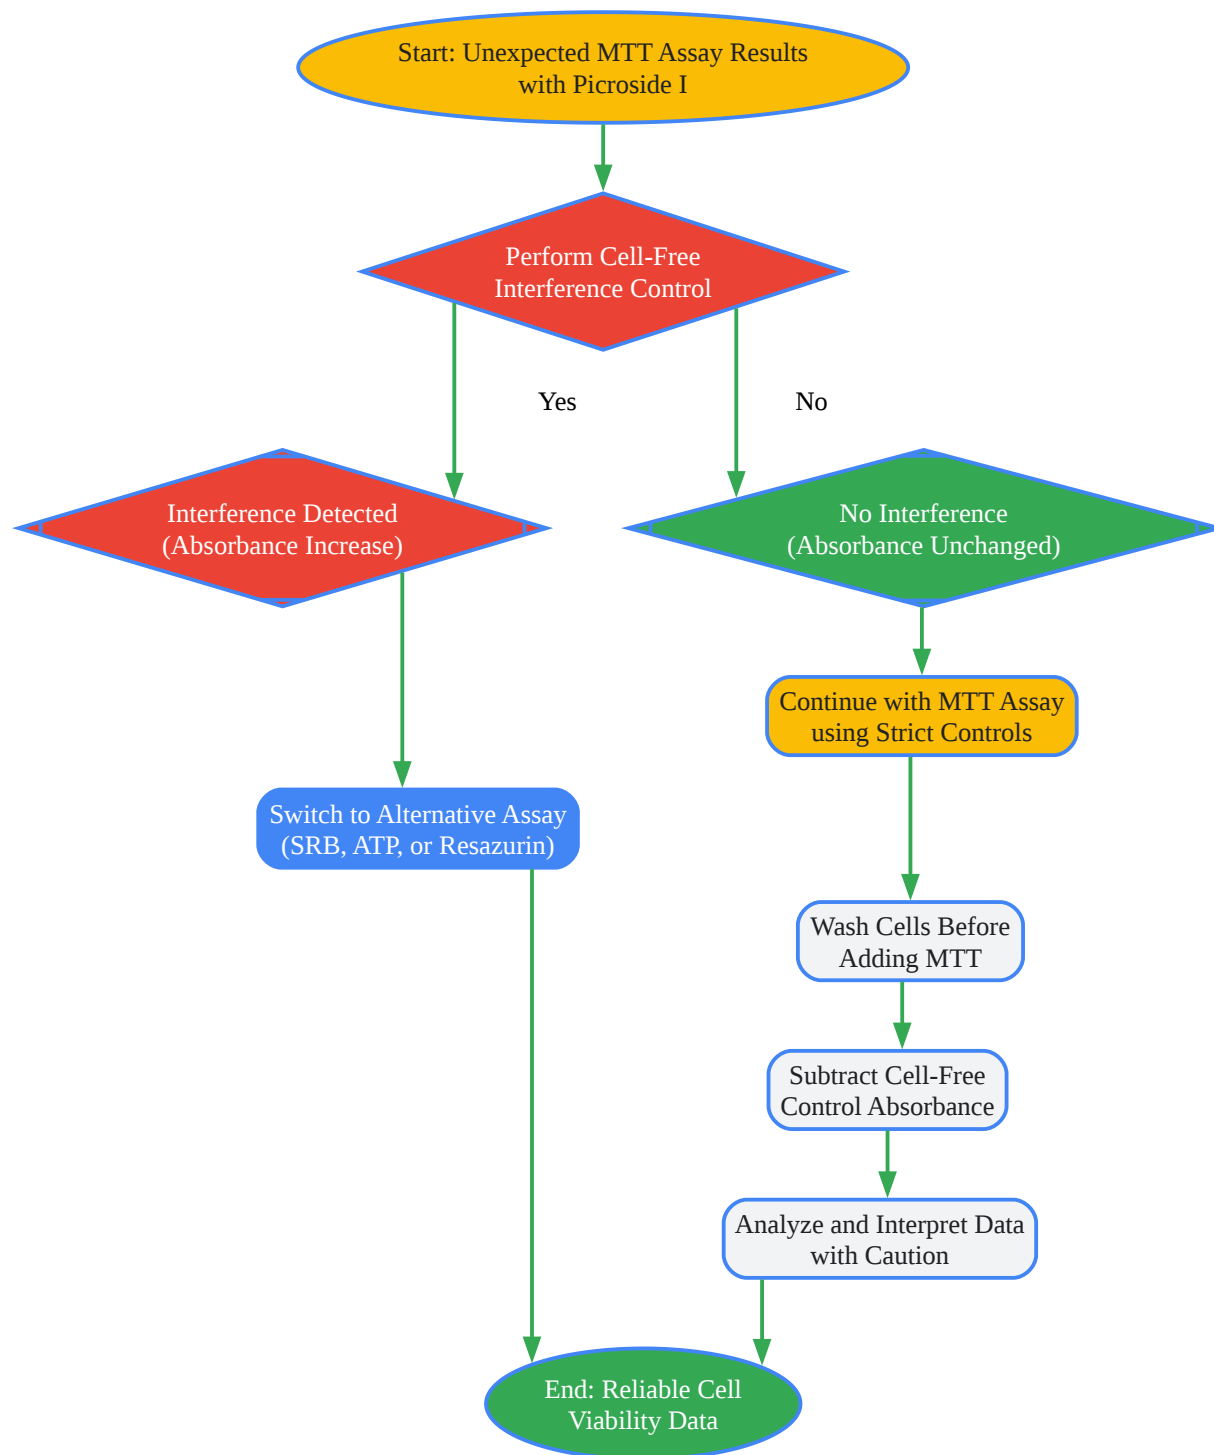 Start: Unexpected MTT Assay Results
with Picroside I
Perform Cell-Free
Interference Control
Yes
No
Interference Detected
(Absorbance Increase)
No Interference
(Absorbance Unchanged)
Continue with MTT Assay
using Strict Controls
Switch to Alternative Assay
(SRB, ATP, or Resazurin)
Wash Cells Before
Adding MTT
Subtract Cell-Free
Control Absorbance
Analyze and Interpret Data
with Caution
End: Reliable Cell
Viability Data